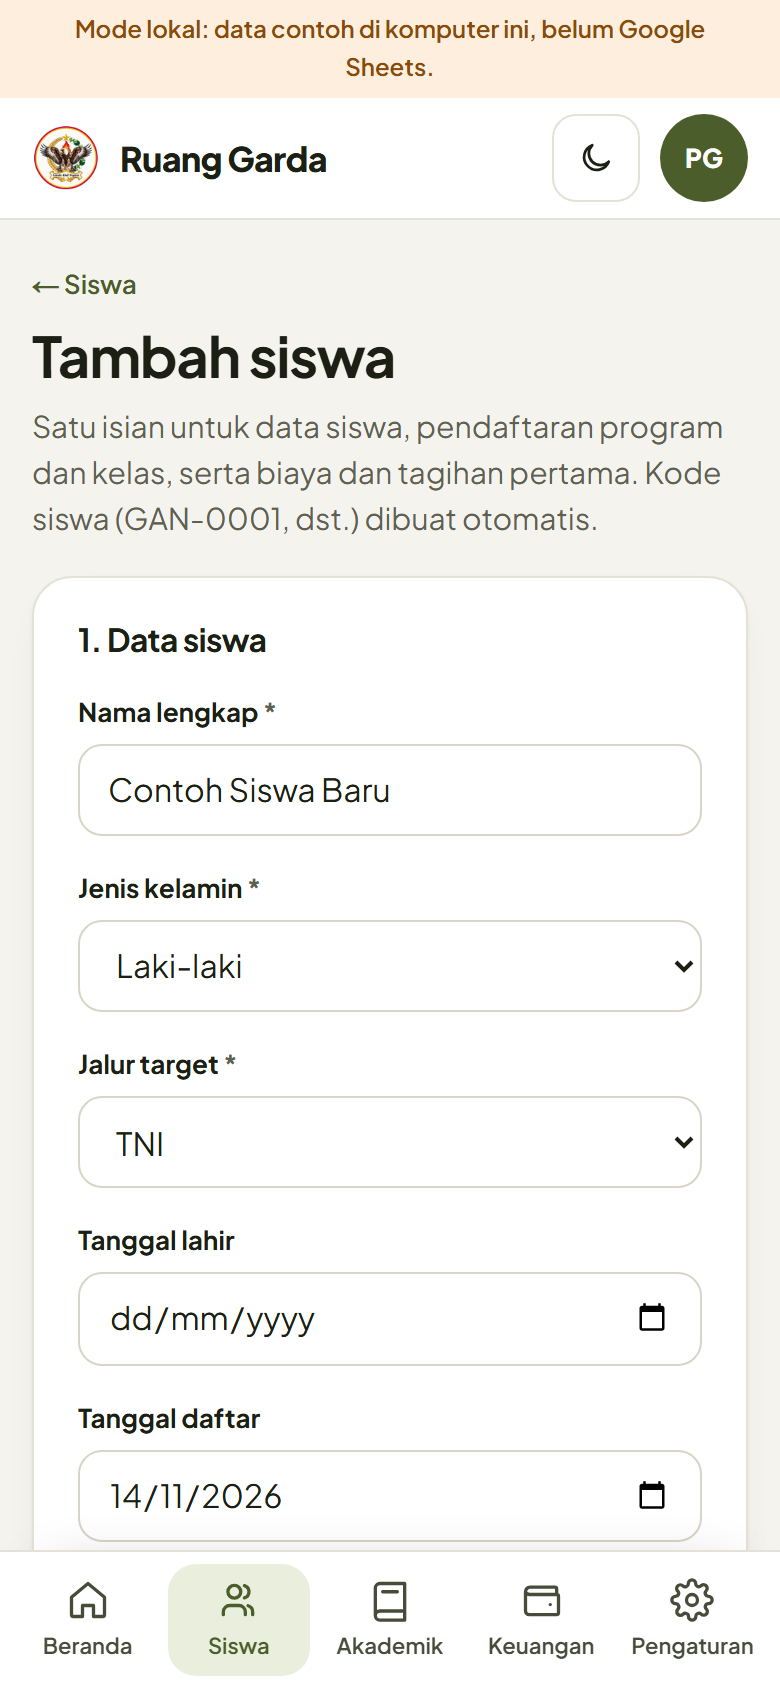 Mode lokal: data contoh di komputer ini, belum Google
Sheets.
Ruang Garda
PG
← Siswa
Tambah siswa
Satu isian untuk data siswa, pendaftaran program
dan kelas, serta biaya dan tagihan pertama. Kode
siswa (GAN-0001, dst.) dibuat otomatis.
1. Data siswa
Nama lengkap *
Contoh Siswa Baru
Jenis kelamin *
Laki-laki
Jalur target *
TNI
Tanggal lahir
dd/mm/yyyy
Tanggal daftar
14/11/2026
Beranda
Siswa
Akademik
Keuangan
Pengaturan